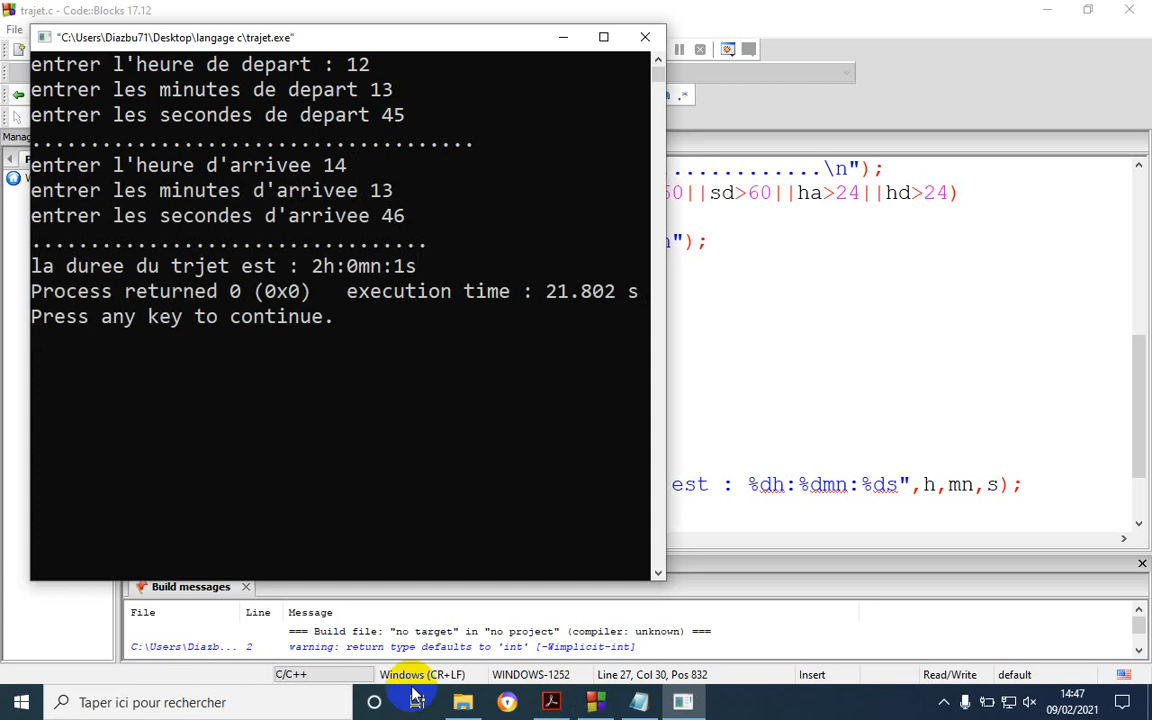 trajet.c - Code::Blocks 17.12
File
"C:\Users\Diazbu71\Desktop\langage c\trajet.exe"
entrer l'heure de depart : 12
entrer les minutes de depart 13
entrer les secondes de depart 45
......................................
entrer l'heure d'arrivee 14
entrer les minutes d'arrivee 13
entrer les secondes d'arrivee 46
..................................
la duree du trjet est : 2h:0mn:1s
Process returned 0 (0x0)   execution time : 21.802 s
Press any key to continue.
Manag
.*
.............\n");
60||sd>60||ha>24||hd>24)
");
est : %dh:%dmn:%ds",h,mn,s);
Build messages
File Line Message
=== Build file: "no target" in "no project" (compiler: unknown) ===
C:\Users\Diazb... 2 warning: return type defaults to 'int' [-Wimplicit-int]
C/C++ Windows (CR+LF) WINDOWS-1252 Line 27, Col 30, Pos 832 Insert Read/Write default
Taper ici pour rechercher
14:47
09/02/2021